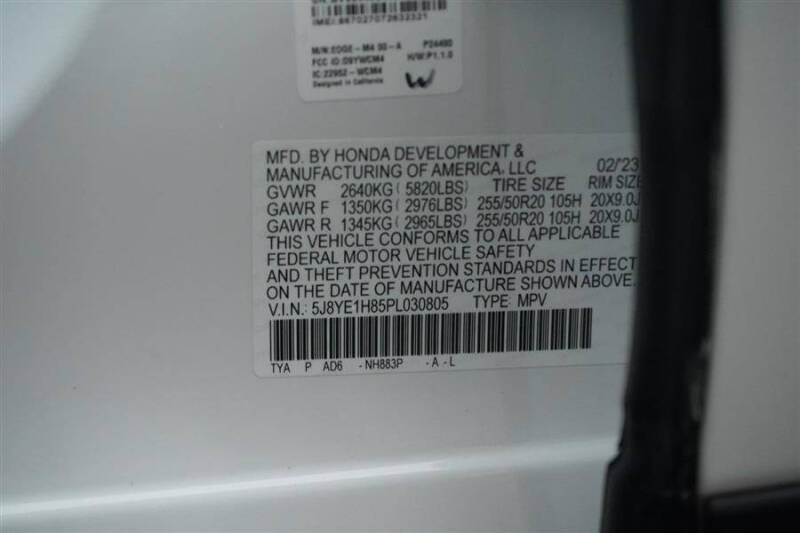 IMEI: 867027072632321
M/N: EDGE-M4 00-A P24480
FCC ID: O9YWCM4 H/W:P1.1.0
IC: 22952-WCM4
Designed in California
MFD. BY HONDA DEVELOPMENT &
MANUFACTURING OF AMERICA, LLC 02/'23
GVWR 2640KG( 5820LBS) TIRE SIZE RIM SIZE
GAWR F 1350KG( 2976LBS) 255/50R20 105H 20X9.0J
GAWR R 1345KG( 2965LBS) 255/50R20 105H 20X9.0J
THIS VEHICLE CONFORMS TO ALL APPLICABLE
FEDERAL MOTOR VEHICLE SAFETY
AND THEFT PREVENTION STANDARDS IN EFFECT
ON THE DATE OF MANUFACTURE SHOWN ABOVE.
V.I.N.: 5J8YE1H85PL030805 TYPE: MPV
TYA P AD6 -NH883P -A-L